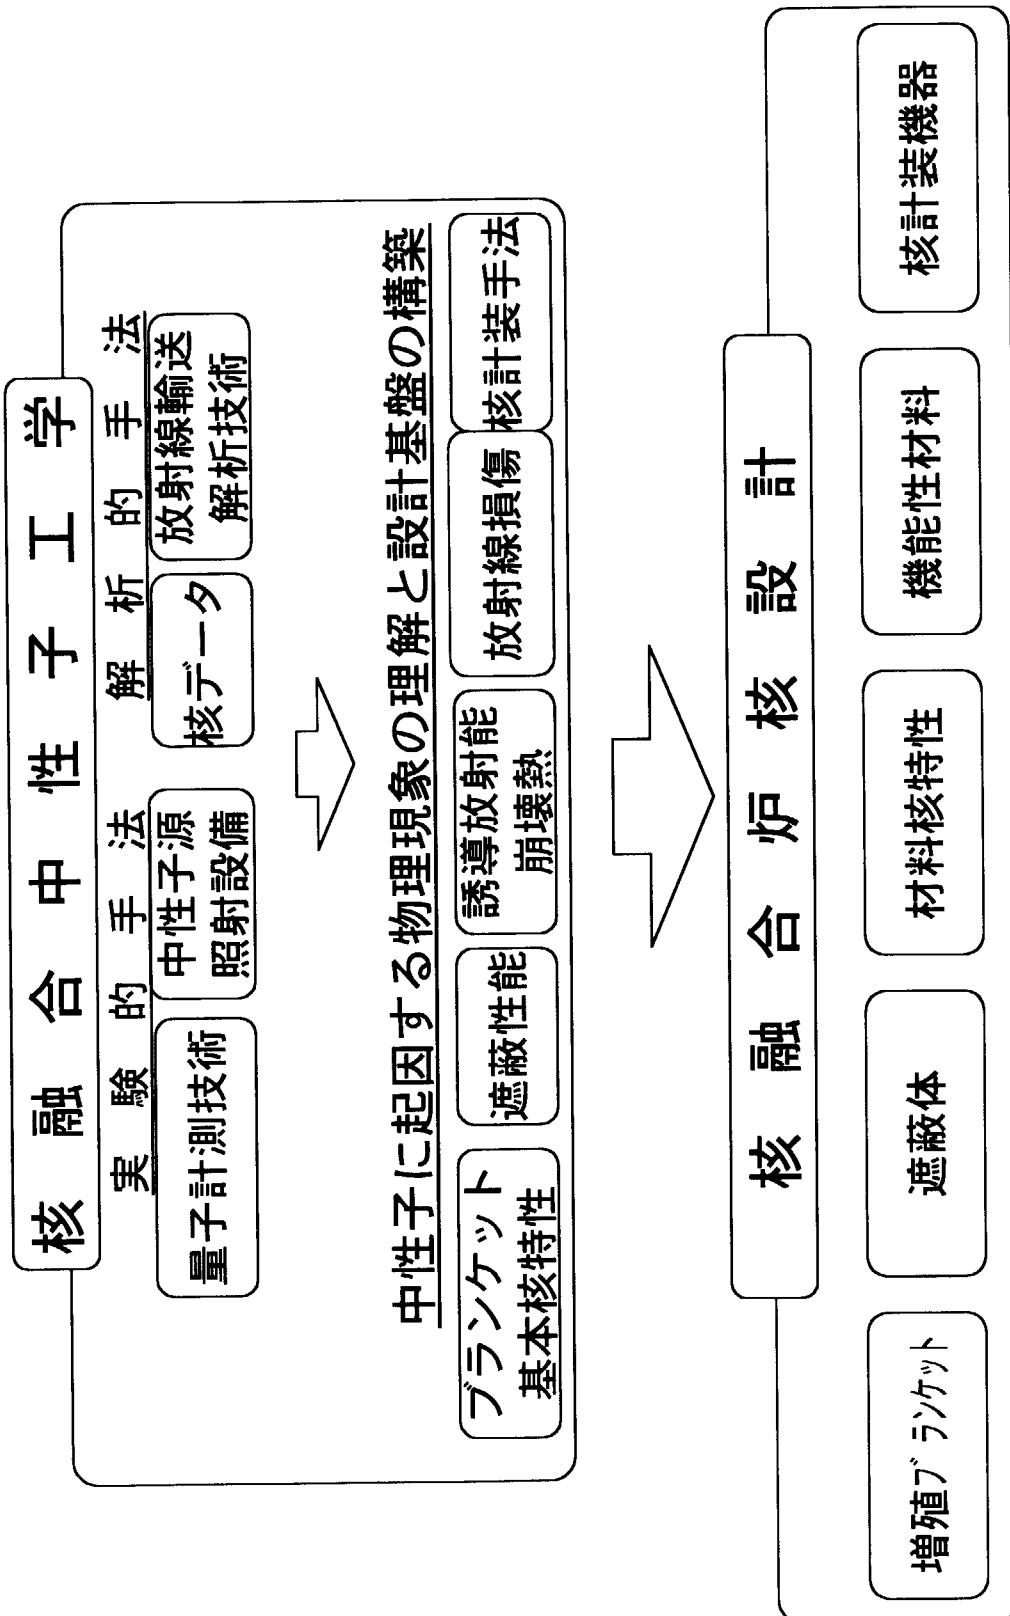 核融合中性子工学
実験的手法
解析的手法
量子計測技術
中性子源
照射設備
核データ
放射線輸送
解析技術
中性子に起因する物理現象の理解と設計基盤の構築
ブランケット
基本核特性
遮蔽性能
誘導放射能
崩壊熱
放射線損傷
核計装手法
核融合炉核設計
増殖ブランケット
遮蔽体
材料核特性
機能性材料
核計装機器